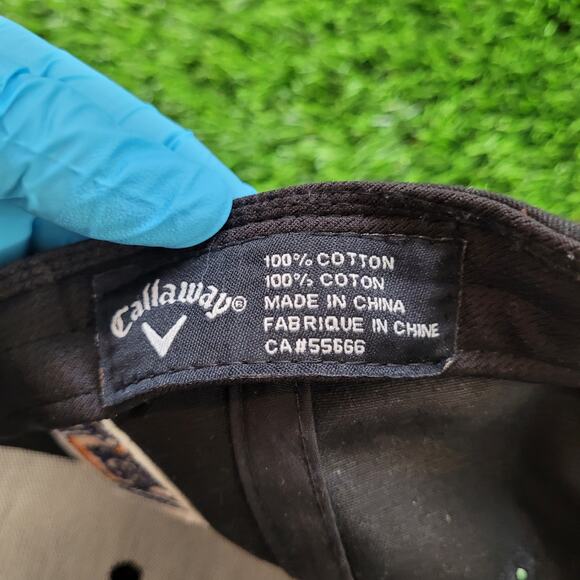 Callaway®
100% COTTON
100% COTON
MADE IN CHINA
FABRIQUE IN CHINE
CA#55666